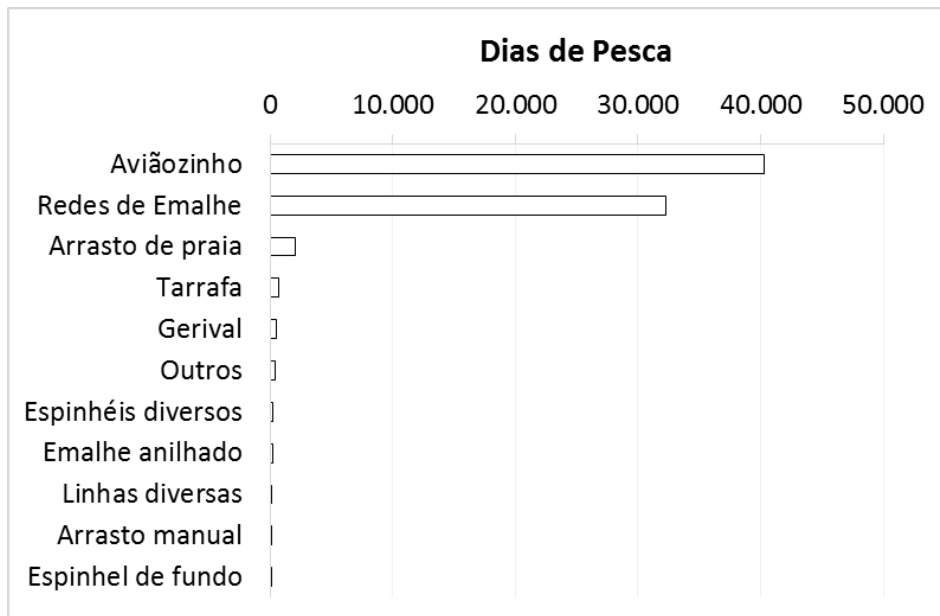 Dias de Pesca
0 10.000 20.000 30.000 40.000 50.000
Aviãozinho
Redes de Emalhe
Arrasto de praia
Tarrafa
Gerival
Outros
Espinhéis diversos
Emalhe anilhado
Linhas diversas
Arrasto manual
Espinhel de fundo